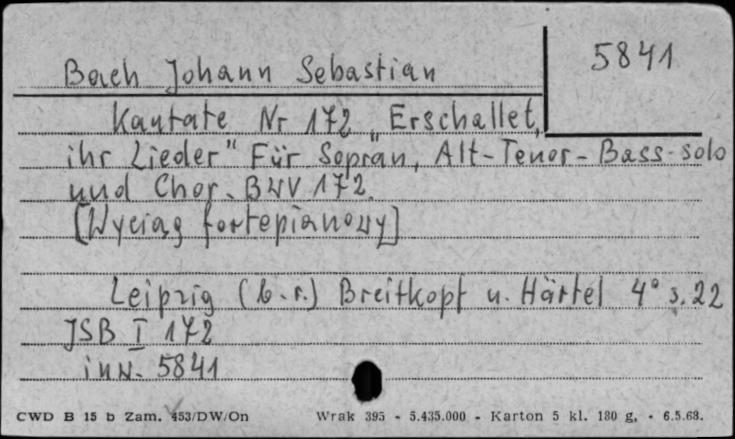 5841
Bach Johann Sebastian
Kantate Nr 172 „Erschallet,
ihr Lieder" Für Sopran, Alt-Tenor-Bass-solo
und Chor. BWV 172.
[Wyciąg fortepianowy]
Leipzig (b.r.) Breitkopf u. Härtel 4° s. 22
JSB I 172
inw. 5841
CWD B 15 b Zam. 453/DW/On Wrak 395 - 5.435.000 - Karton 5 kl. 180 g. - 6.5.68.